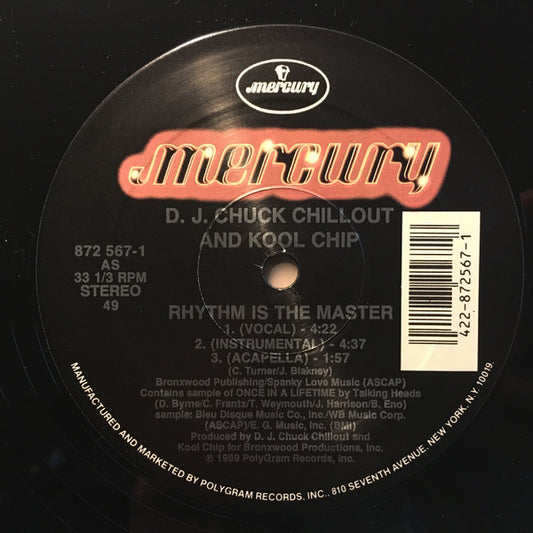 mercury
mercury
D. J. CHUCK CHILLOUT
AND KOOL CHIP
872 567-1
AS
33 1/3 RPM
STEREO
49
422-872567-1
RHYTHM IS THE MASTER
1. (VOCAL) - 4:22
2. (INSTRUMENTAL) - 4:37
3. (ACAPELLA) - 1:57
(C. Turner/J. Blakney)
Bronxwood Publishing/Spanky Love Music (ASCAP)
Contains sample of ONCE IN A LIFETIME by Talking Heads
(D. Byrne/C. Frantz/T. Weymouth/J. Harrison/B. Eno)
sample: Bleu Disque Music Co., Inc./WB Music Corp.
(ASCAP)/E. G. Music, Inc. (BMI)
Produced by D. J. Chuck Chillout and
Kool Chip for Bronxwood Productions, Inc.
℗ 1989 PolyGram Records, Inc.
MANUFACTURED AND MARKETED BY POLYGRAM RECORDS, INC., 810 SEVENTH AVENUE, NEW YORK, N.Y. 10019.